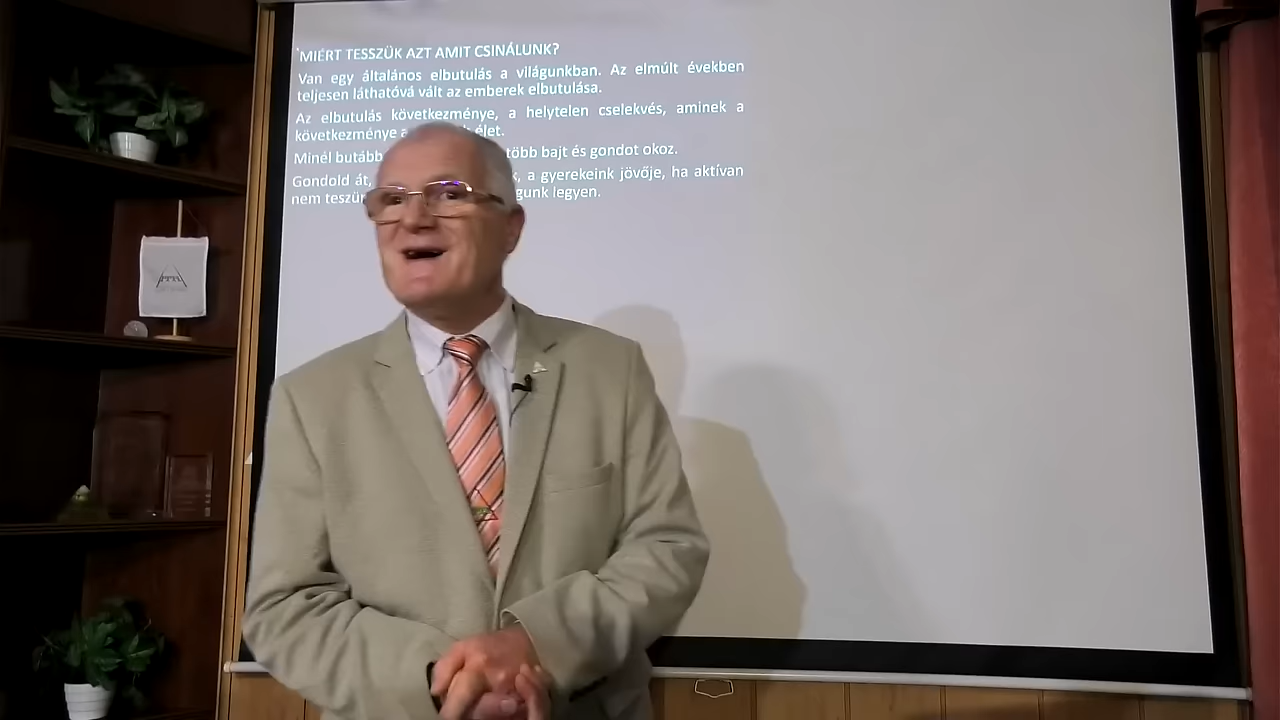 MIÉRT TESSZÜK AZT AMIT CSINÁLUNK?
Van egy általános elbutulás a világunkban. Az elmúlt években
teljesen láthatóvá vált az emberek elbutulása.
Az elbutulás következménye, a helytelen cselekvés, aminek a
következménye a élet.
Minél butább több bajt és gondot okoz.
Gondold át, a gyerekeink jövője, ha aktívan
nem legyen.